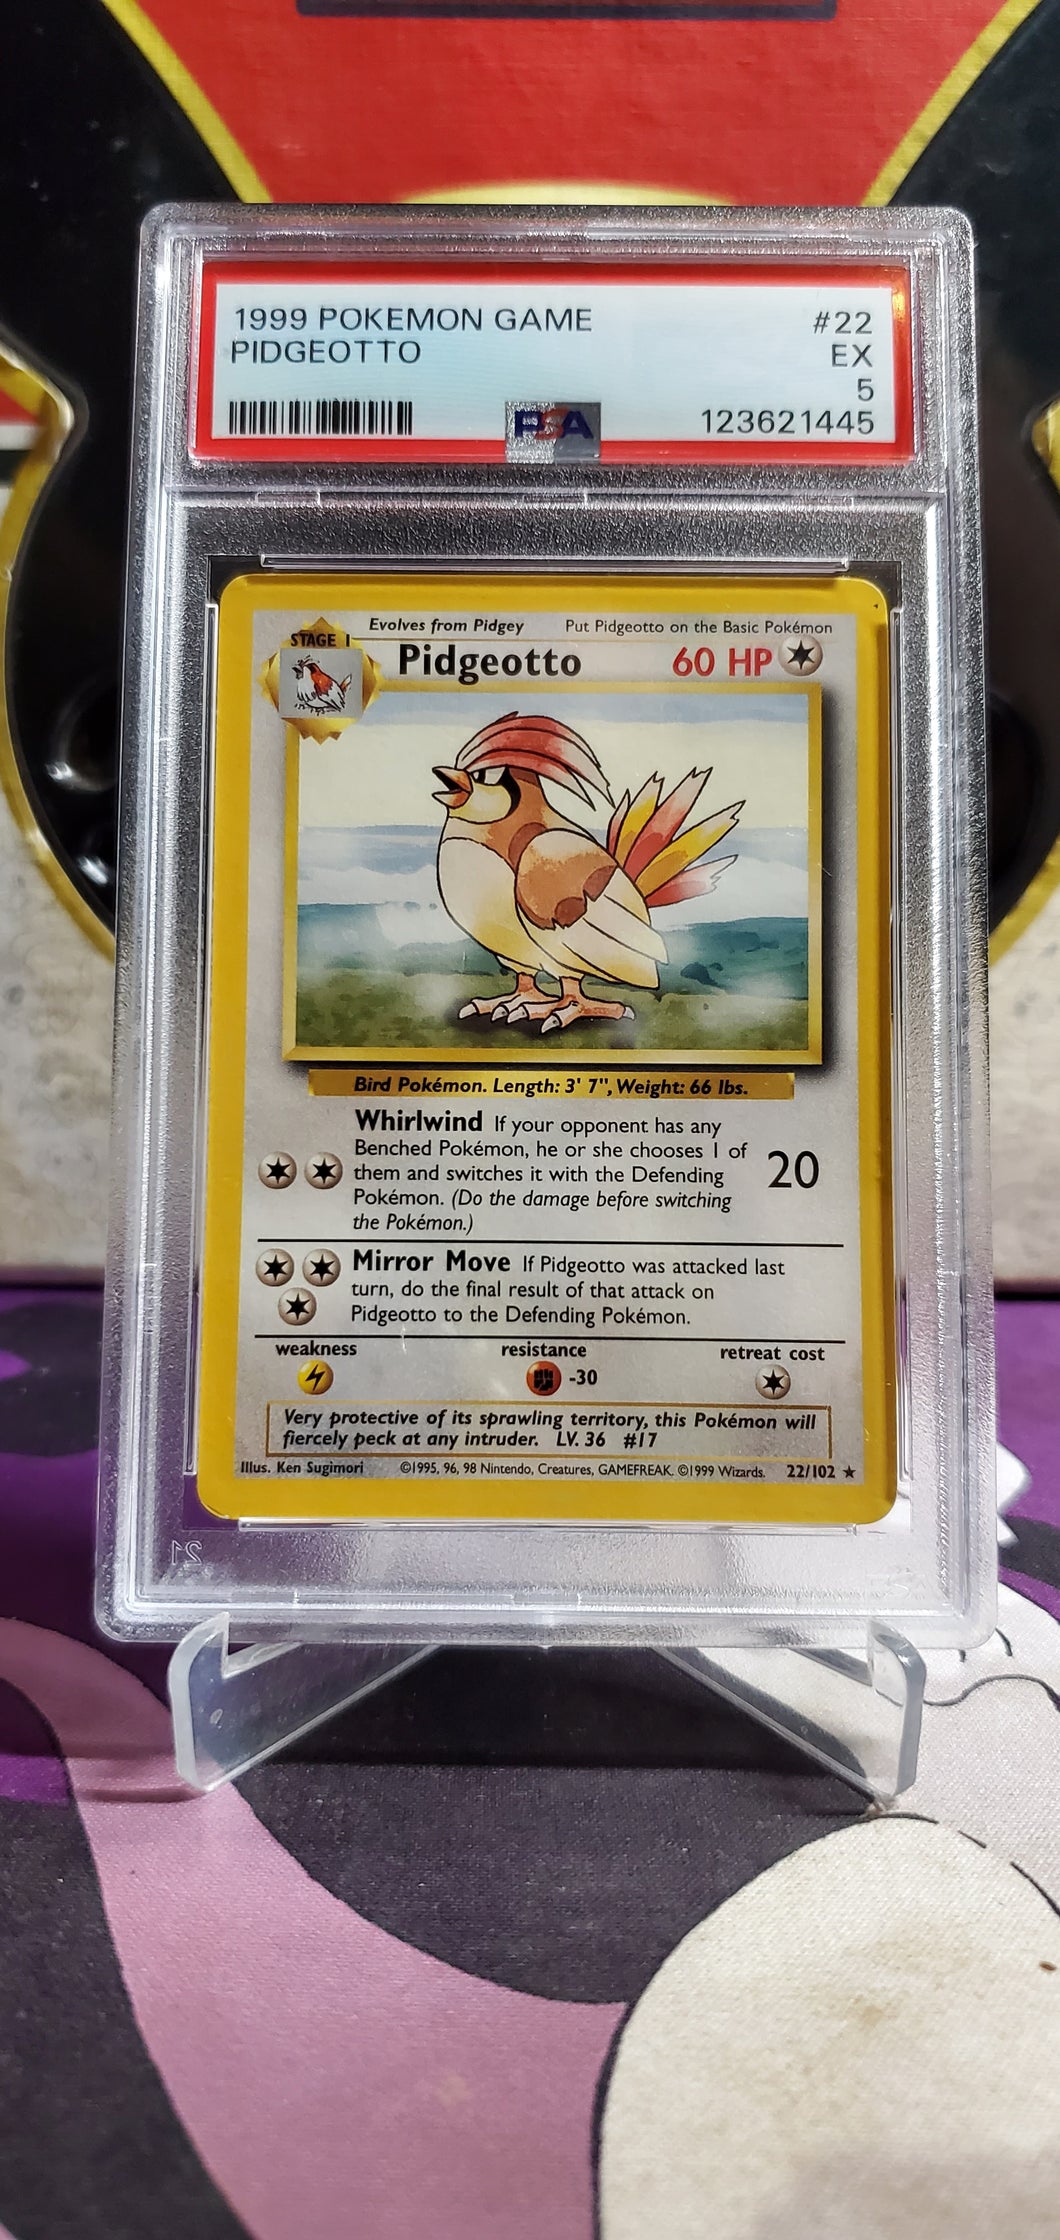 1999 POKEMON GAME #22
PIDGEOTTO EX
5
PSA 123621445
Evolves from Pidgey Put Pidgeotto on the Basic Pokémon
STAGE 1
Pidgeotto 60 HP
Bird Pokémon. Length: 3' 7", Weight: 66 lbs.
Whirlwind If your opponent has any
Benched Pokémon, he or she chooses 1 of
them and switches it with the Defending 20
Pokémon. (Do the damage before switching
the Pokémon.)
Mirror Move If Pidgeotto was attacked last
turn, do the final result of that attack on
Pidgeotto to the Defending Pokémon.
weakness resistance retreat cost
-30
Very protective of its sprawling territory, this Pokémon will
fiercely peck at any intruder. LV. 36 #17
Illus. Ken Sugimori ©1995, 96, 98 Nintendo, Creatures, GAMEFREAK. ©1999 Wizards. 22/102 ★